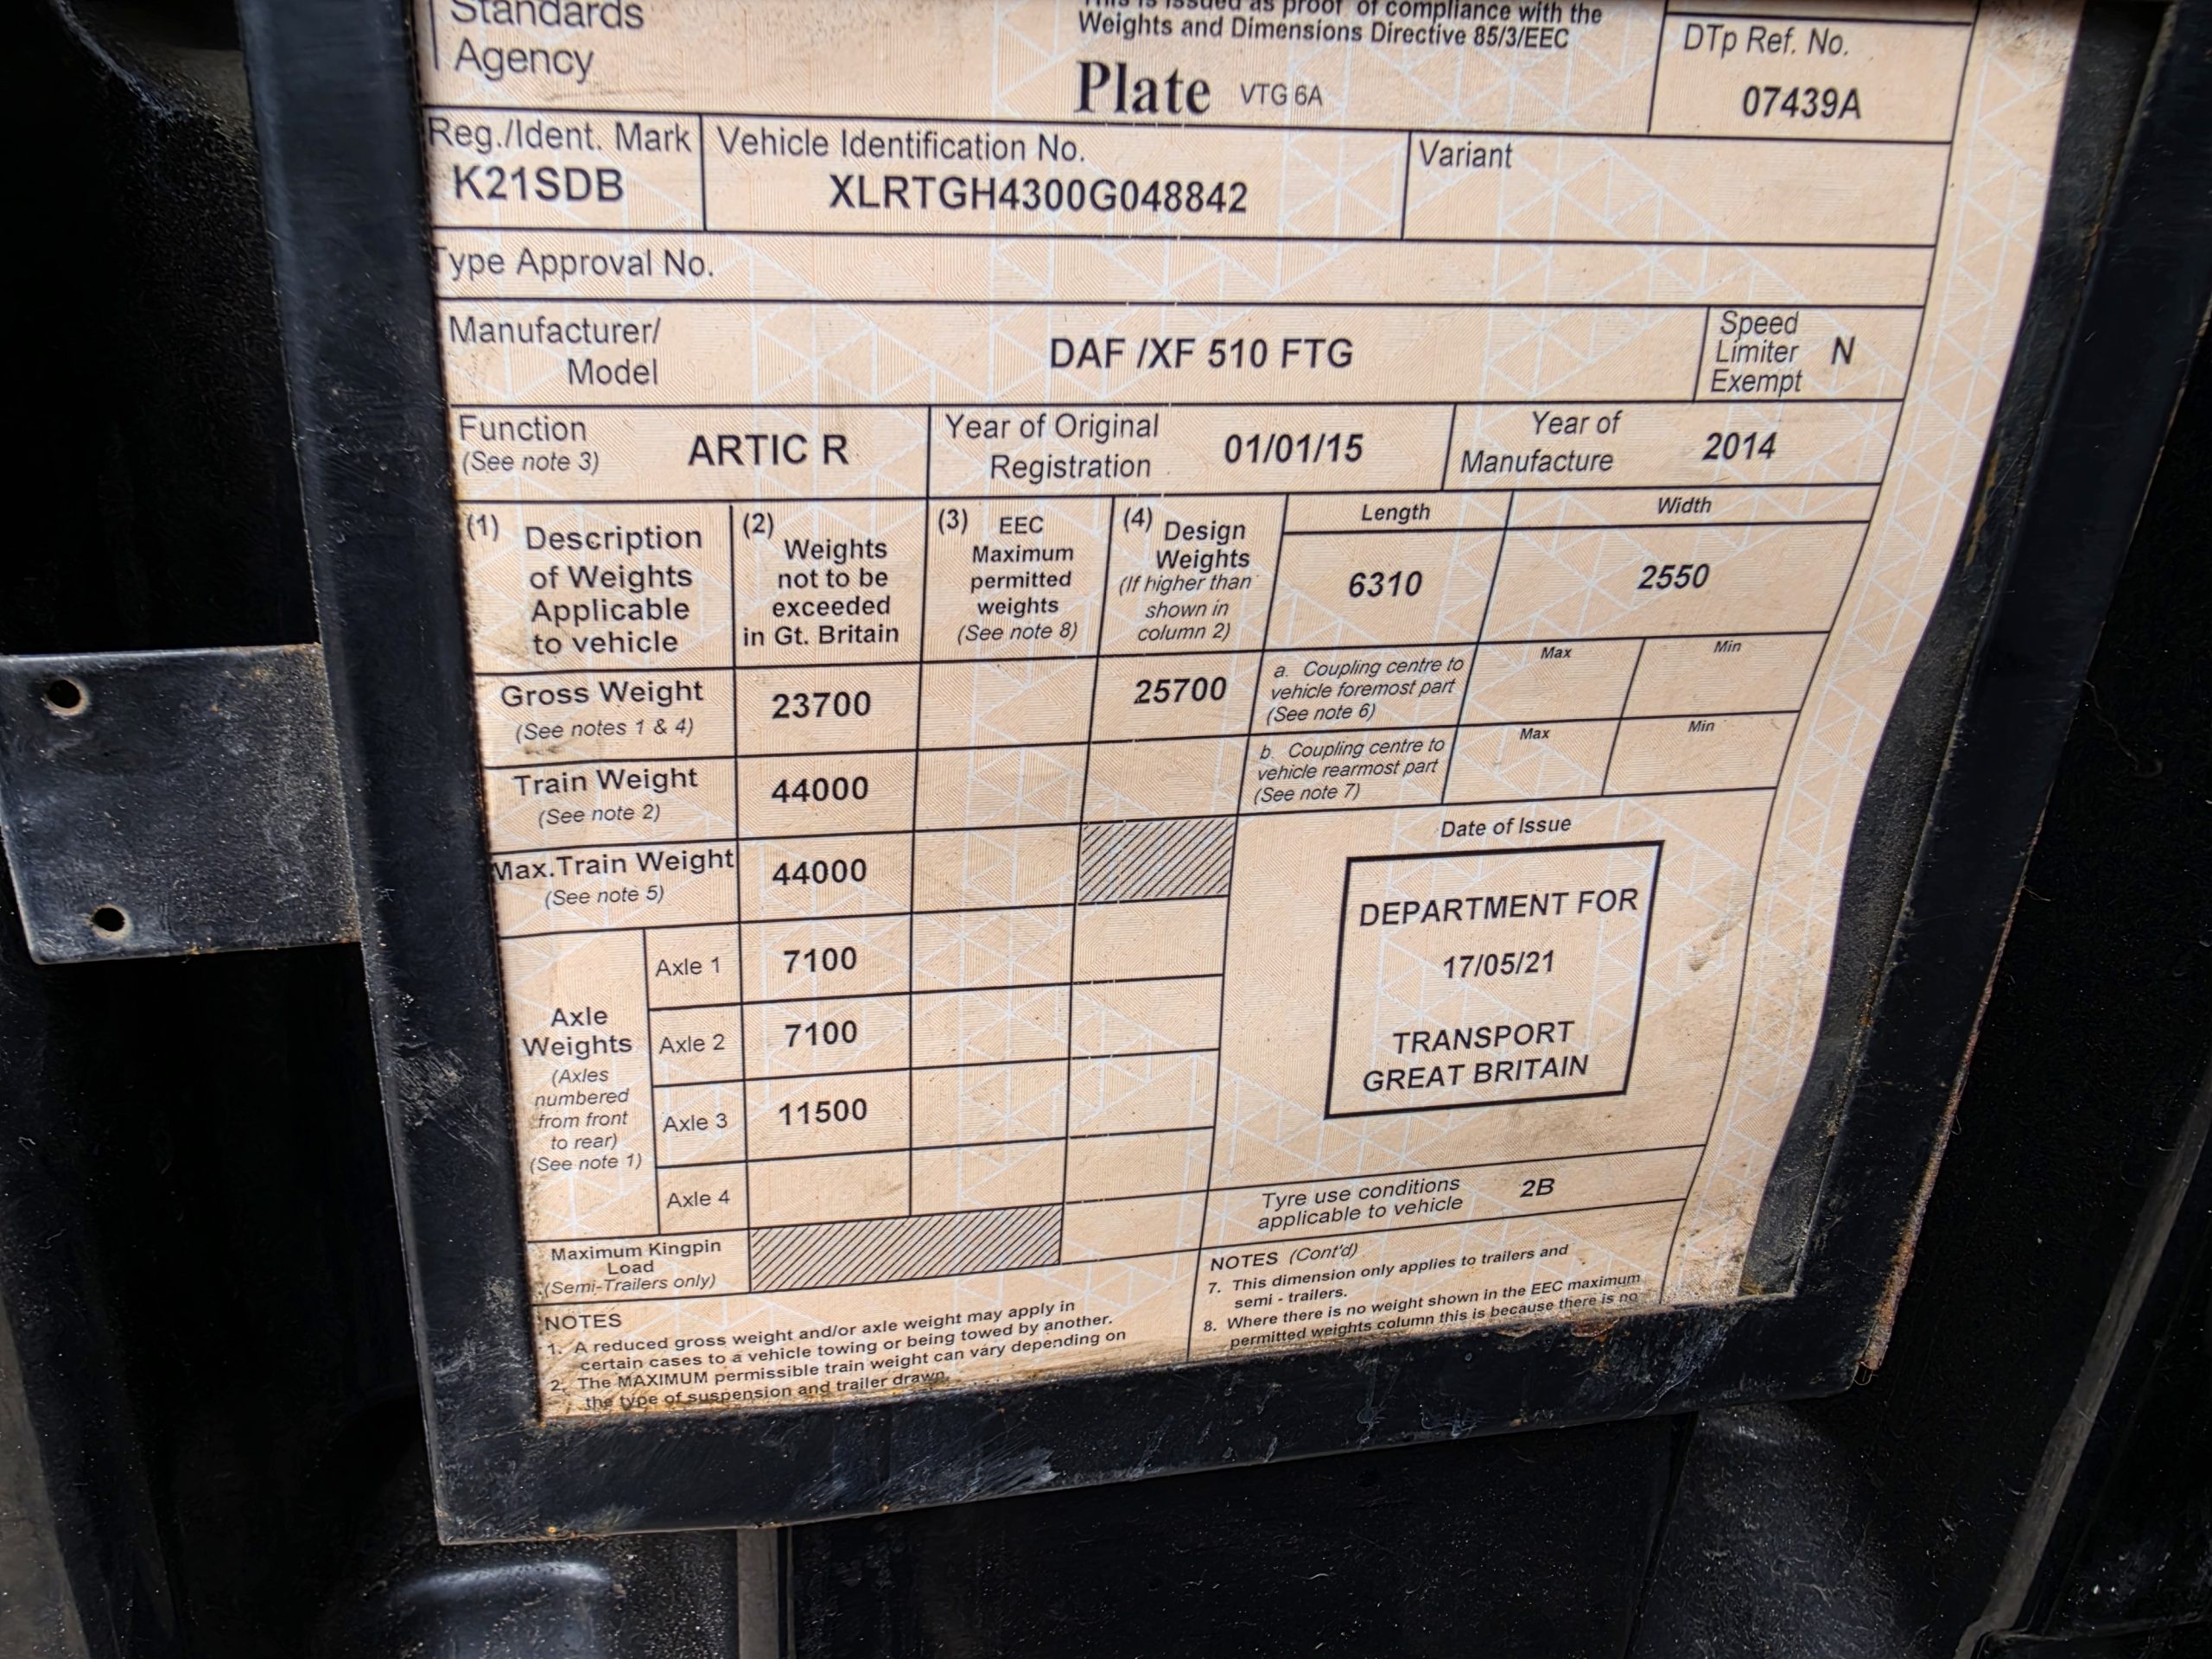 Standards
Agency
This is issued as proof of compliance with the
Weights and Dimensions Directive 85/3/EEC
Plate VTG 6A
DTp Ref. No.
07439A
Reg./Ident. Mark
K21SDB
Vehicle Identification No.
XLRTGH4300G048842
Variant
Type Approval No.
Manufacturer/
Model
DAF /XF 510 FTG
Speed
Limiter
Exempt
N
Function
(See note 3)
ARTIC R
Year of Original
Registration
01/01/15
Year of
Manufacture
2014
(1) Description
of Weights
Applicable
to vehicle
(2) Weights
not to be
exceeded
in Gt. Britain
(3) EEC
Maximum
permitted
weights
(See note 8)
(4) Design
Weights
(If higher than
shown in
column 2)
Length
6310
Width
2550
Gross Weight
(See notes 1 & 4)
23700
25700
a. Coupling centre to
vehicle foremost part
(See note 6)
Max
Min
Train Weight
(See note 2)
44000
b. Coupling centre to
vehicle rearmost part
(See note 7)
Max
Min
Max.Train Weight
(See note 5)
44000
Axle
Weights
(Axles
numbered
from front
to rear)
(See note 1)
Axle 1 7100
Axle 2 7100
Axle 3 11500
Axle 4
Maximum Kingpin
Load
(Semi-Trailers only)
Date of Issue
DEPARTMENT FOR
17/05/21
TRANSPORT
GREAT BRITAIN
Tyre use conditions
applicable to vehicle
2B
NOTES
1. A reduced gross weight and/or axle weight may apply in
certain cases to a vehicle towing or being towed by another.
2. The MAXIMUM permissible train weight can vary depending on
the type of suspension and trailer drawn.
NOTES (Cont'd)
7. This dimension only applies to trailers and
semi - trailers.
8. Where there is no weight shown in the EEC maximum
permitted weights column this is because there is no